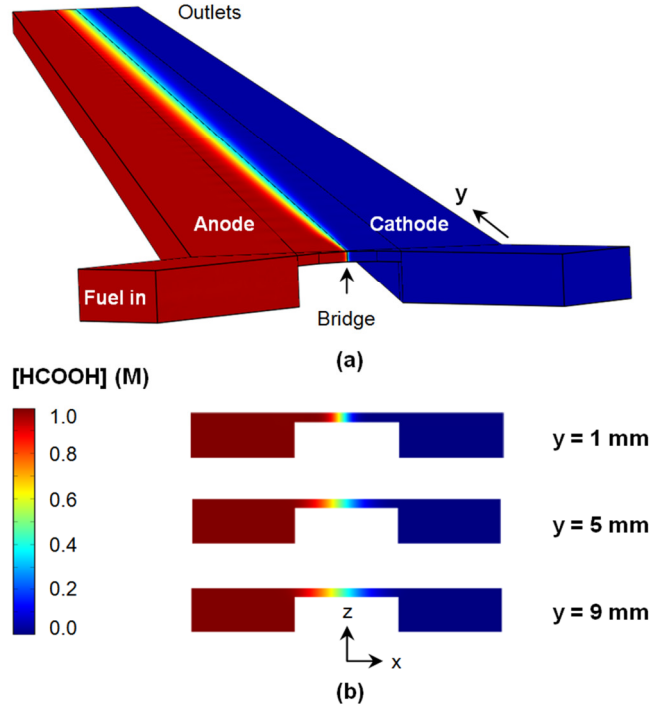 Outlets
y
Anode
Cathode
Fuel in
Bridge
(a)
[HCOOH] (M)
1.0
0.8
0.6
0.4
0.2
0.0
y = 1 mm
y = 5 mm
y = 9 mm
z
x
(b)